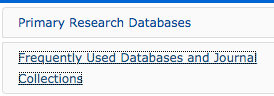 Primary Research Databases
Frequently Used Databases and Journal
Collections